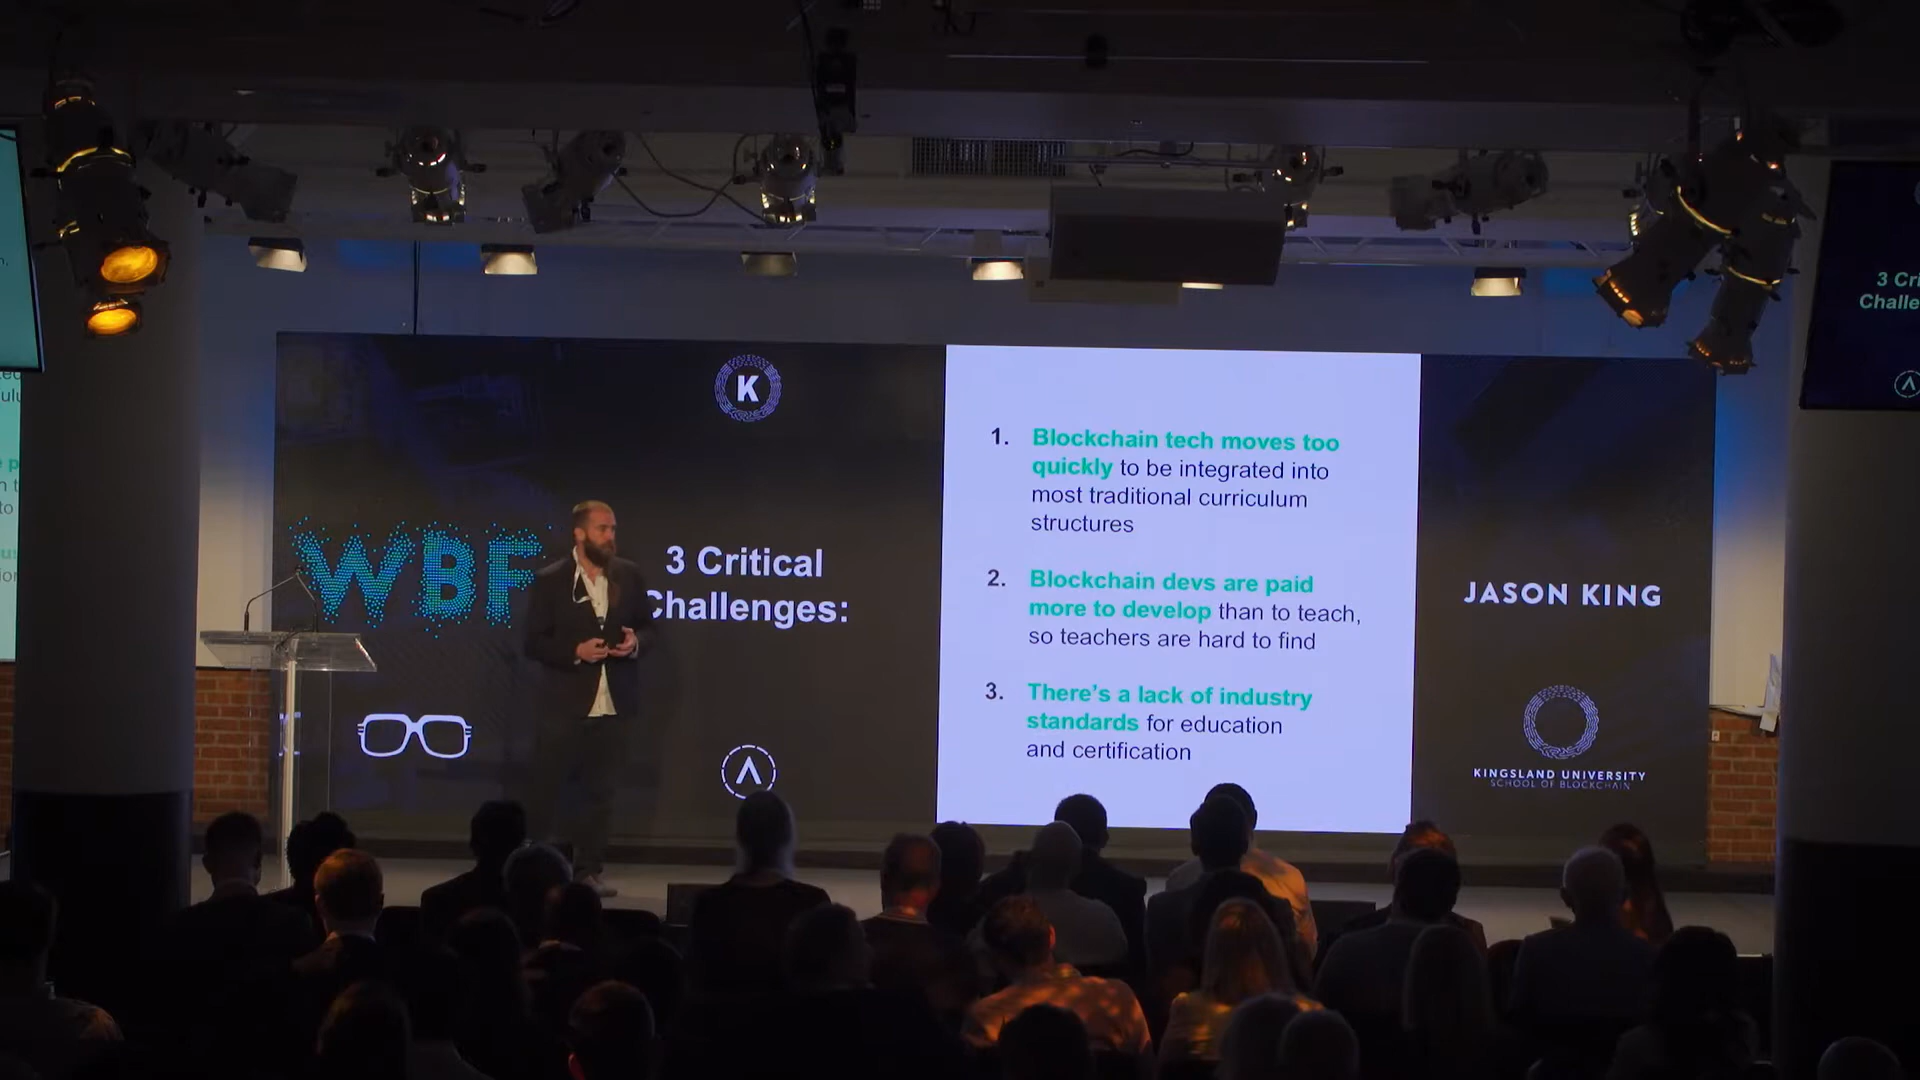 K
WBF
3 Critical
Challenges:
1. Blockchain tech moves too
quickly to be integrated into
most traditional curriculum
structures
2. Blockchain devs are paid
more to develop than to teach,
so teachers are hard to find
3. There's a lack of industry
standards for education
and certification
JASON KING
KINGSLAND UNIVERSITY
SCHOOL OF BLOCKCHAIN
3 Cri
Challe